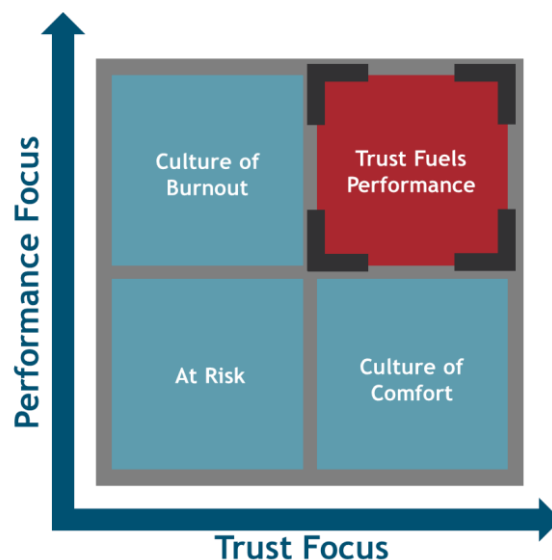 Performance Focus
Culture of
Burnout
Trust Fuels
Performance
At Risk
Culture of
Comfort
Trust Focus